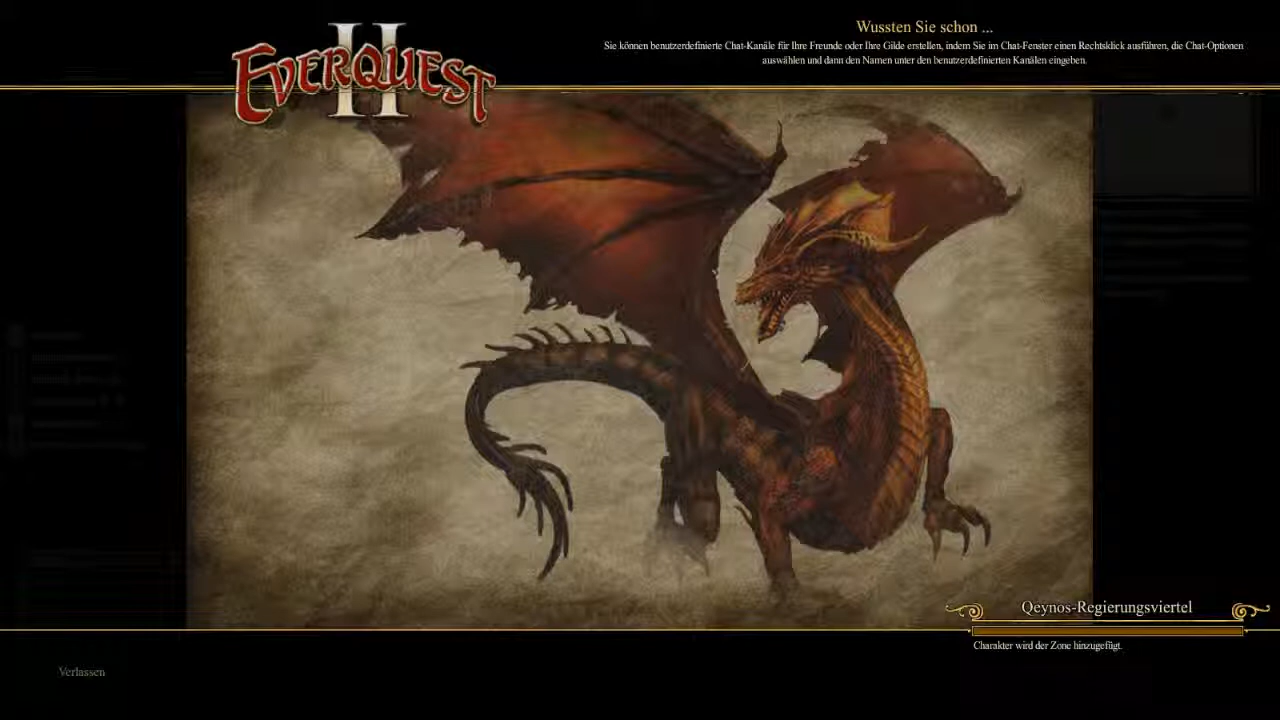 EVERQUEST II
Wussten Sie schon ...
Sie können benutzerdefinierte Chat-Kanäle für Ihre Freunde oder Ihre Gilde erstellen, indem Sie im Chat-Fenster einen Rechtsklick ausführen, die Chat-Optionen
auswählen und dann den Namen unter den benutzerdefinierten Kanälen eingeben.
Qeynos-Regierungsviertel
Charakter wird der Zone hinzugefügt.
Verlassen